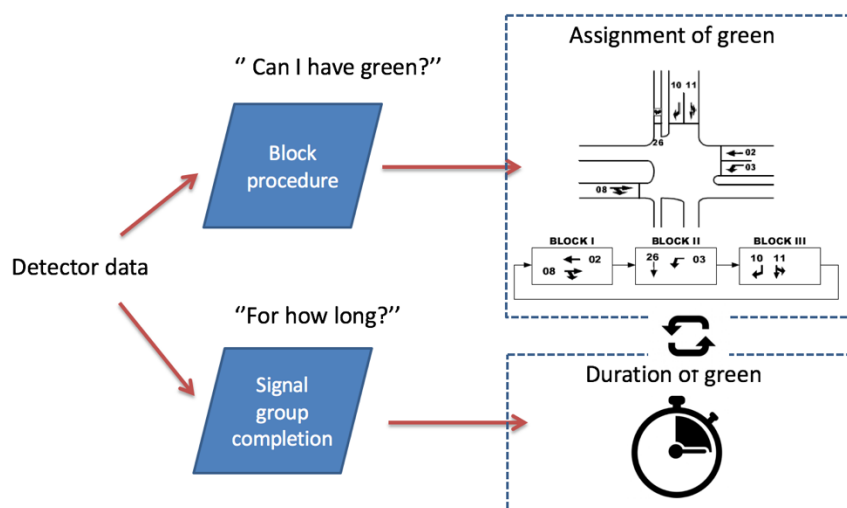 Assignment of green
‘’ Can I have green?’’
10 11
26
02
03
08
Block
procedure
BLOCK I
BLOCK II
BLOCK III
02
08
26
03
10 11
Detector data
‘’For how long?’’
Signal
group
completion
Duration of green